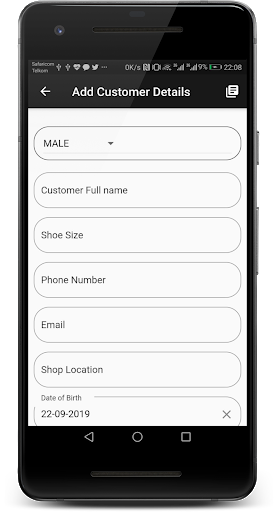 Safaricom
Telkom
0K/s
9%
22:08
Add Customer Details
MALE
Customer Full name
Shoe Size
Phone Number
Email
Shop Location
Date of Birth
22-09-2019